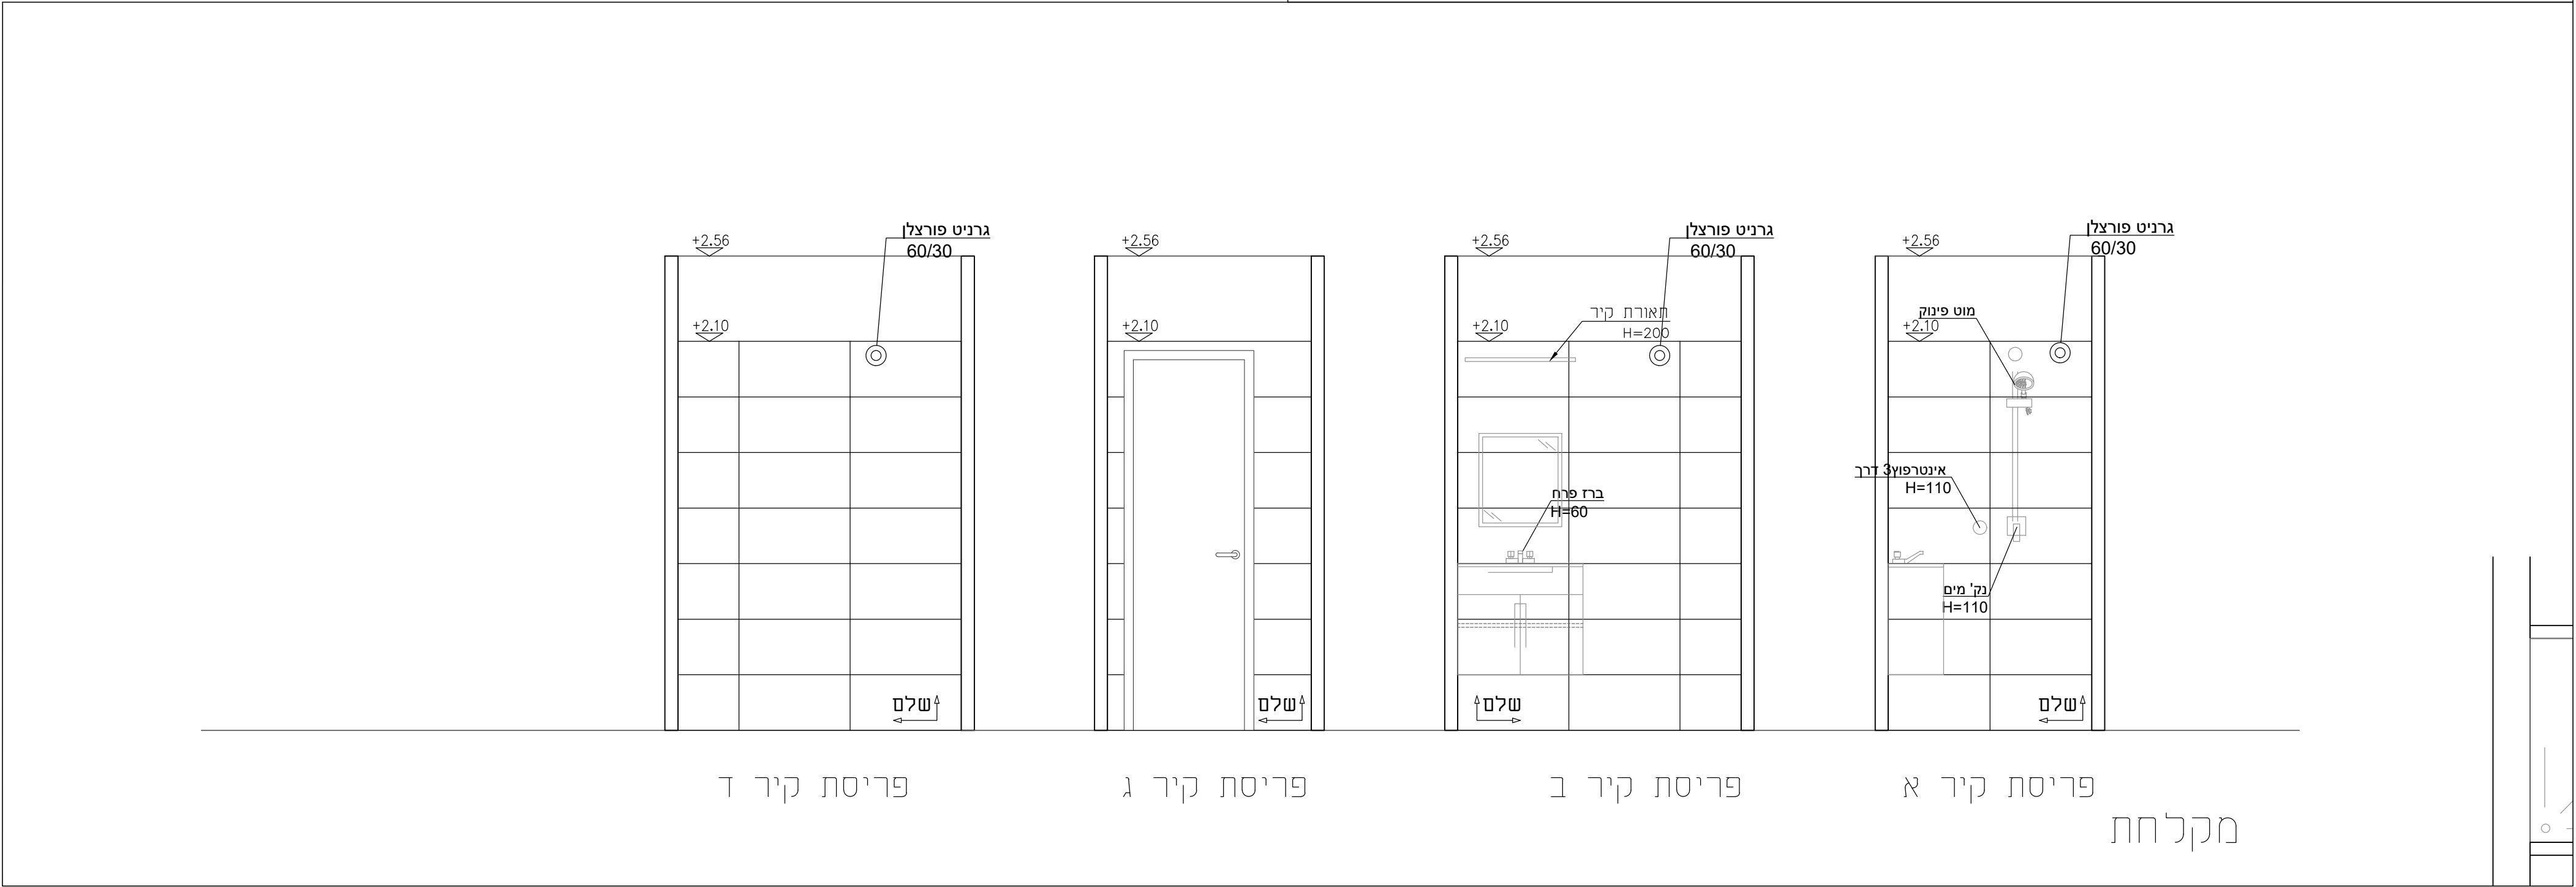 גרניט פורצלן
60/30
+2.56
מוט פינוק
+2.10
אינטרפוץ3 דרך
H=110
נק' מים
H=110
שלם
פריסת קיר א
גרניט פורצלן
60/30
+2.56
תאורת קיר
H=200
+2.10
ברז פרח
H=60
שלם
פריסת קיר ב
+2.56
+2.10
שלם
פריסת קיר ג
גרניט פורצלן
60/30
+2.56
+2.10
שלם
פריסת קיר ד
מקלחת